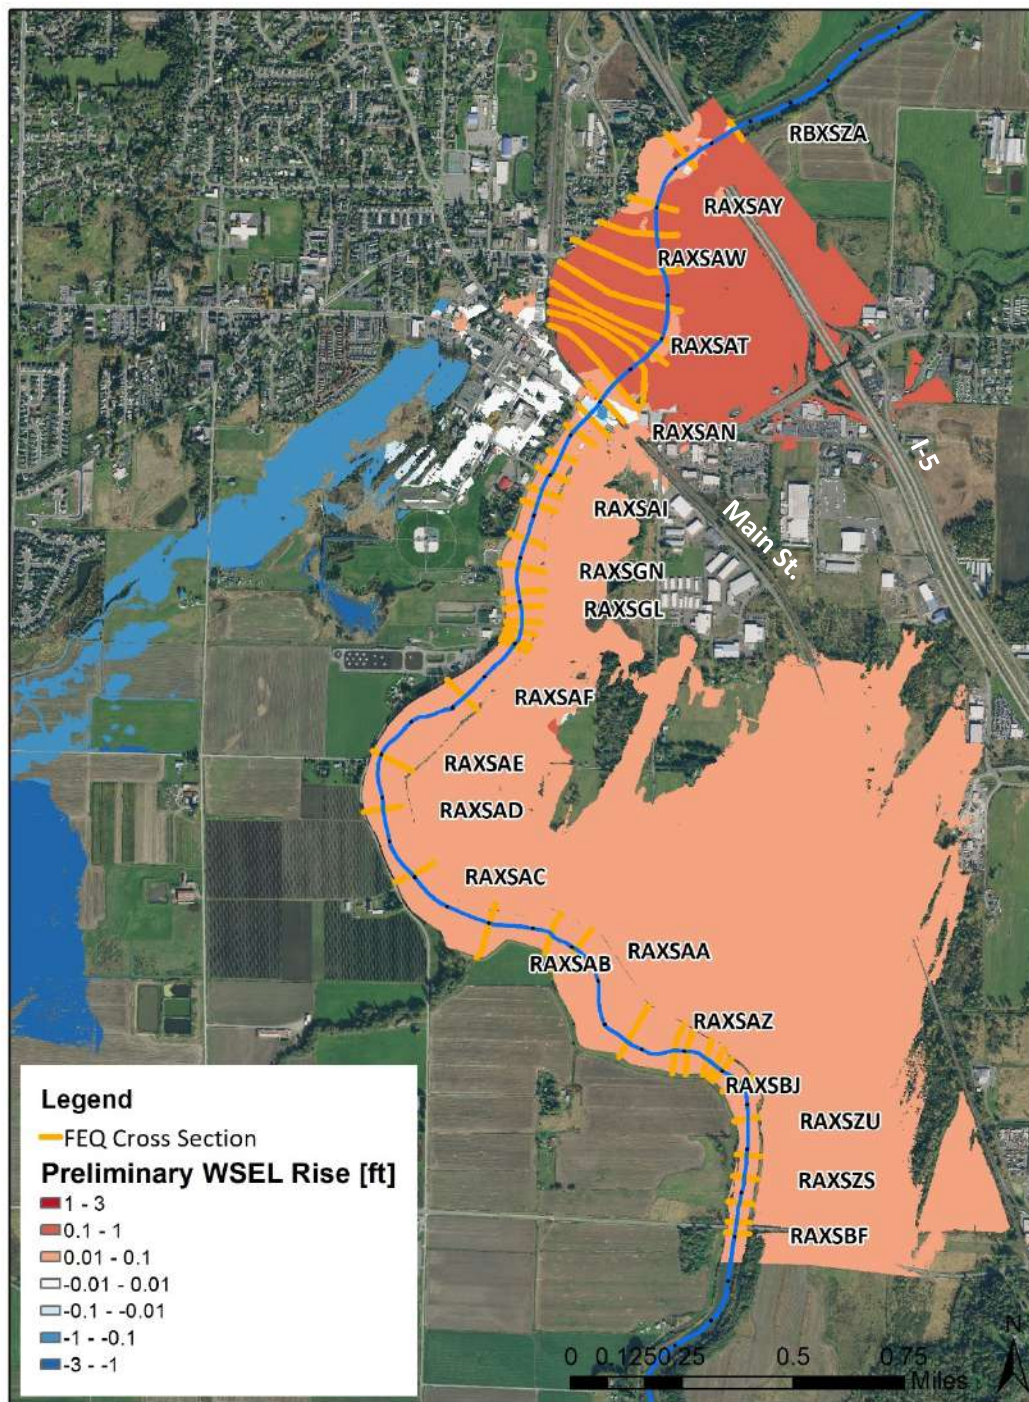 RBXSZA
RAXSAY
RAXSAW
RAXSAT
RAXSAN
I-5
RAXSAI
Main St.
RAXSGN
RAXSGL
RAXSAF
RAXSAE
RAXSAD
RAXSAC
RAXSAA
RAXSAB
RAXSAZ
RAXSBJ
RAXSZU
RAXSZS
RAXSBF
Legend
FEQ Cross Section
Preliminary WSEL Rise [ft]
1 - 3
0.1 - 1
0.01 - 0.1
-0.01 - 0.01
-0.1 - -0.01
-1 - -0.1
-3 - -1
N
0 0.125 0.25 0.5 0.75
Miles